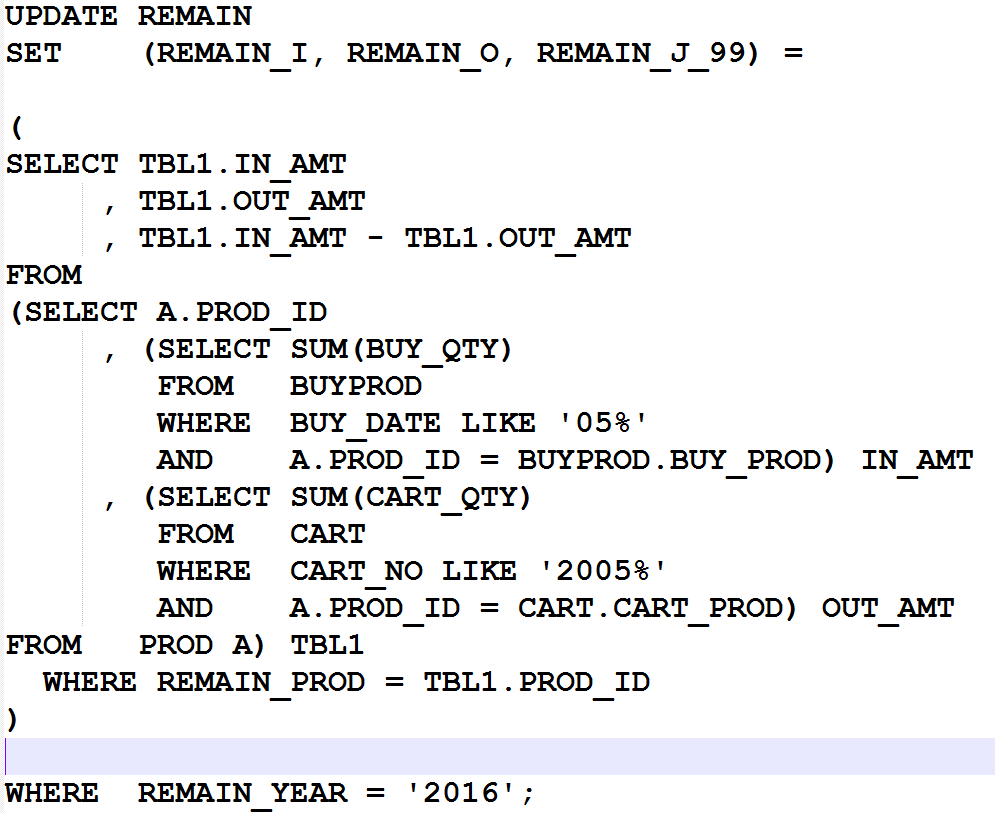 UPDATE REMAIN
SET    (REMAIN_I, REMAIN_O, REMAIN_J_99) =
(
SELECT TBL1.IN_AMT
     , TBL1.OUT_AMT
     , TBL1.IN_AMT - TBL1.OUT_AMT
FROM
(SELECT A.PROD_ID
     , (SELECT SUM(BUY_QTY)
        FROM   BUYPROD
        WHERE  BUY_DATE LIKE '05%'
        AND    A.PROD_ID = BUYPROD.BUY_PROD) IN_AMT
     , (SELECT SUM(CART_QTY)
        FROM   CART
        WHERE  CART_NO LIKE '2005%'
        AND    A.PROD_ID = CART.CART_PROD) OUT_AMT
FROM   PROD A) TBL1
  WHERE REMAIN_PROD = TBL1.PROD_ID
)
WHERE  REMAIN_YEAR = '2016';